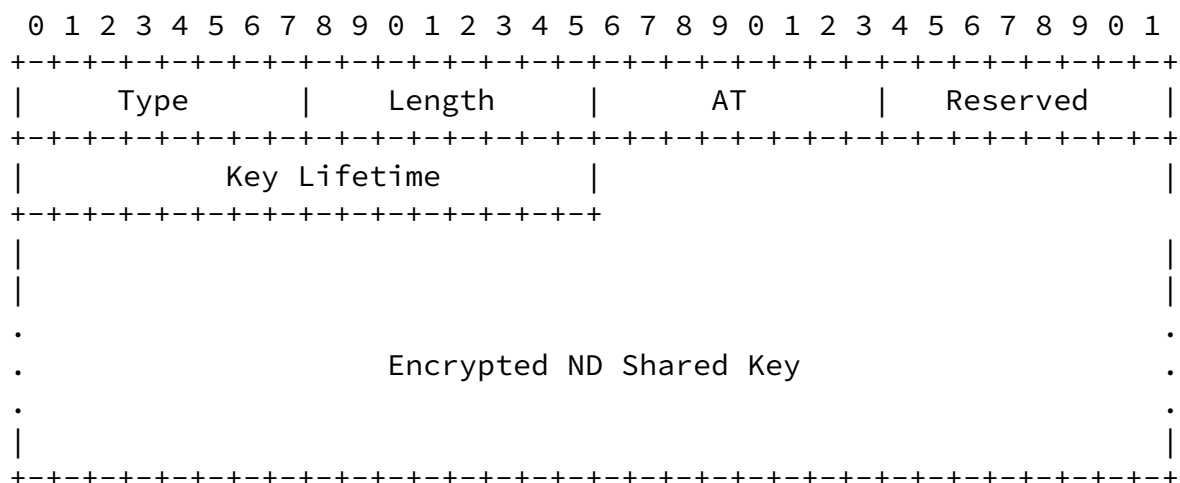 0 1 2 3 4 5 6 7 8 9 0 1 2 3 4 5 6 7 8 9 0 1 2 3 4 5 6 7 8 9 0 1
+-+-+-+-+-+-+-+-+-+-+-+-+-+-+-+-+-+-+-+-+-+-+-+-+-+-+-+-+-+-+-+-+
|     Type      |    Length     |      AT       |   Reserved    |
+-+-+-+-+-+-+-+-+-+-+-+-+-+-+-+-+-+-+-+-+-+-+-+-+-+-+-+-+-+-+-+-+
|           Key Lifetime        |                               |
+-+-+-+-+-+-+-+-+-+-+-+-+-+-+-+-+
|                                                               |
|                                                               |
.                                                               .
.                    Encrypted ND Shared Key                    .
.                                                               .
|                                                               |
+-+-+-+-+-+-+-+-+-+-+-+-+-+-+-+-+-+-+-+-+-+-+-+-+-+-+-+-+-+-+-+-+